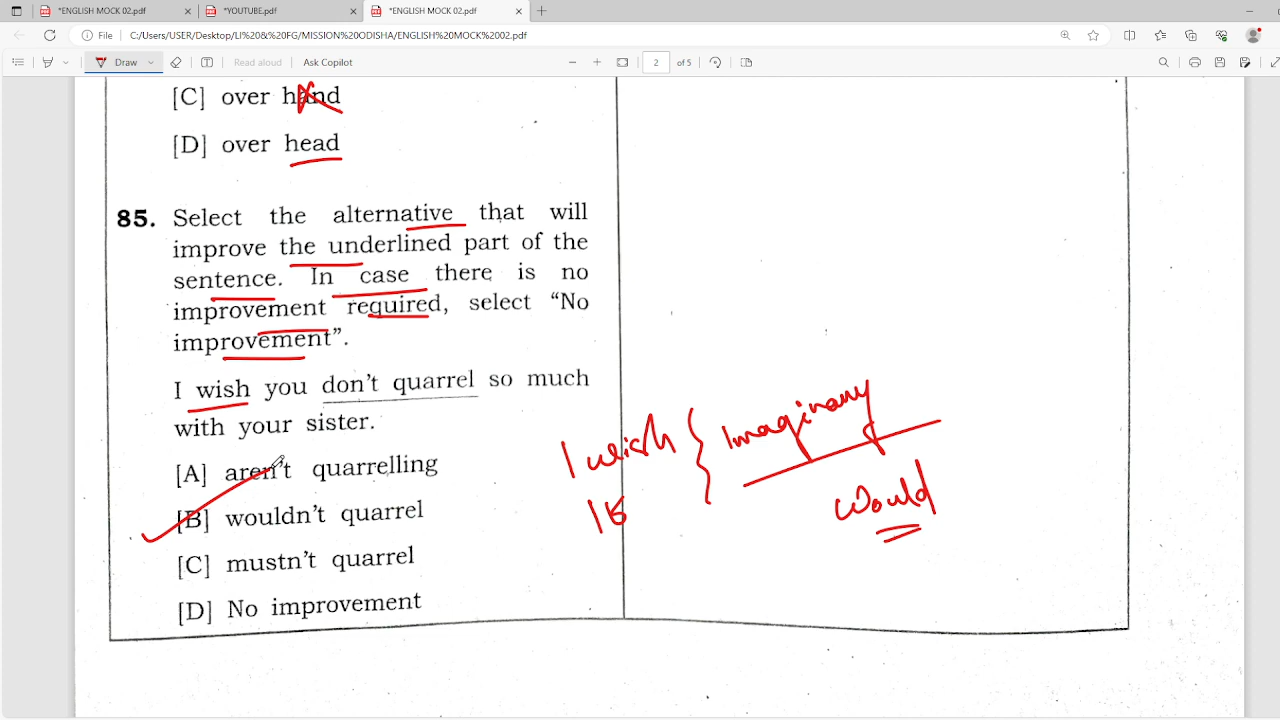 *ENGLISH MOCK 02.pdf
*YOUTUBE.pdf
*ENGLISH MOCK 02.pdf
File C:/Users/USER/Desktop/LI%20&%20FG/MISSION%20ODISHA/ENGLISH%20MOCK%2002.pdf
Draw Read aloud Ask Copilot 2 of 5
[C] over hand
[D] over head
85. Select the alternative that will
improve the underlined part of the
sentence. In case there is no
improvement required, select “No
improvement”.
I wish you don't quarrel so much
with your sister.
[A] aren't quarrelling
[B] wouldn't quarrel
[C] mustn't quarrel
[D] No improvement
I wish
Imaginary
Would